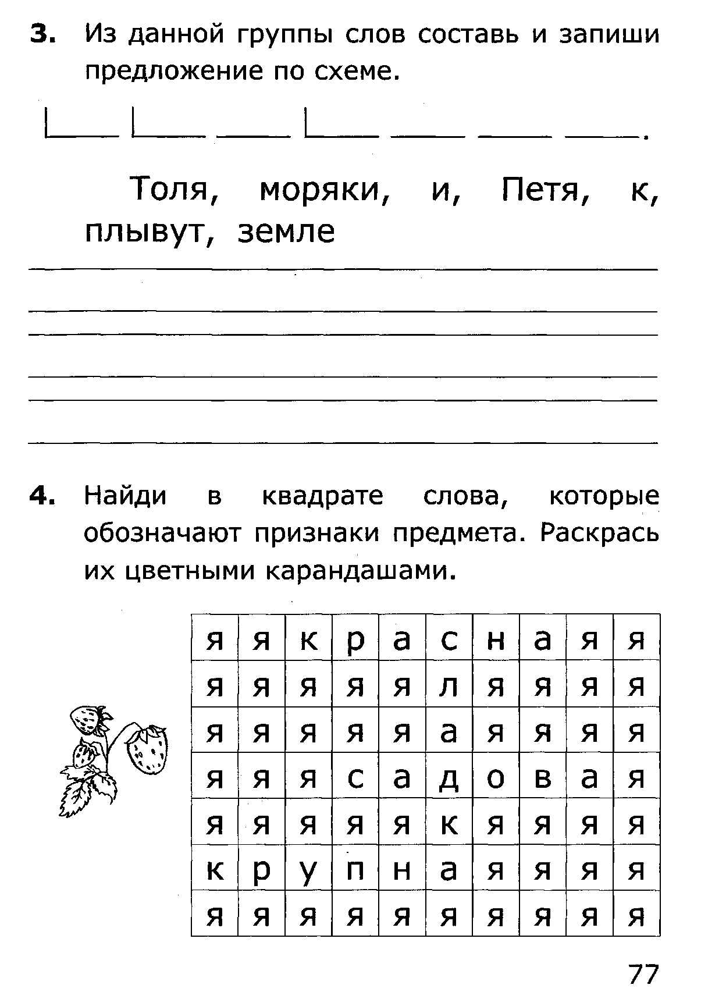 3. Из данной группы слов составь и запиши
предложение по схеме.
Толя, моряки, и, Петя, к,
плывут, земле
4. Найди в квадрате слова, которые
обозначают признаки предмета. Раскрась
их цветными карандашами.
я я к р а с н а я я
я я я я я л я я я я
я я я я я а я я я я
я я я с а д о в а я
я я я я я к я я я я
к р у п н а я я я я
я я я я я я я я я я
77